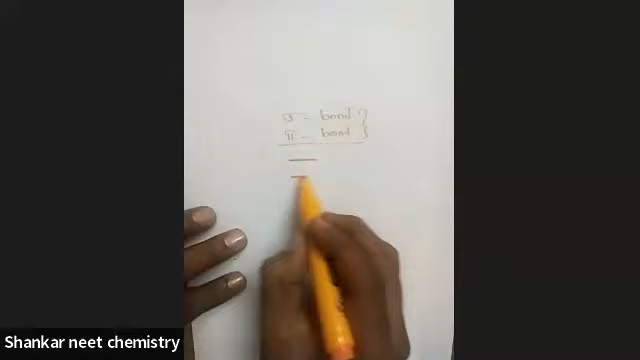 σ - bond }
π - bond }
Shankar neet chemistry